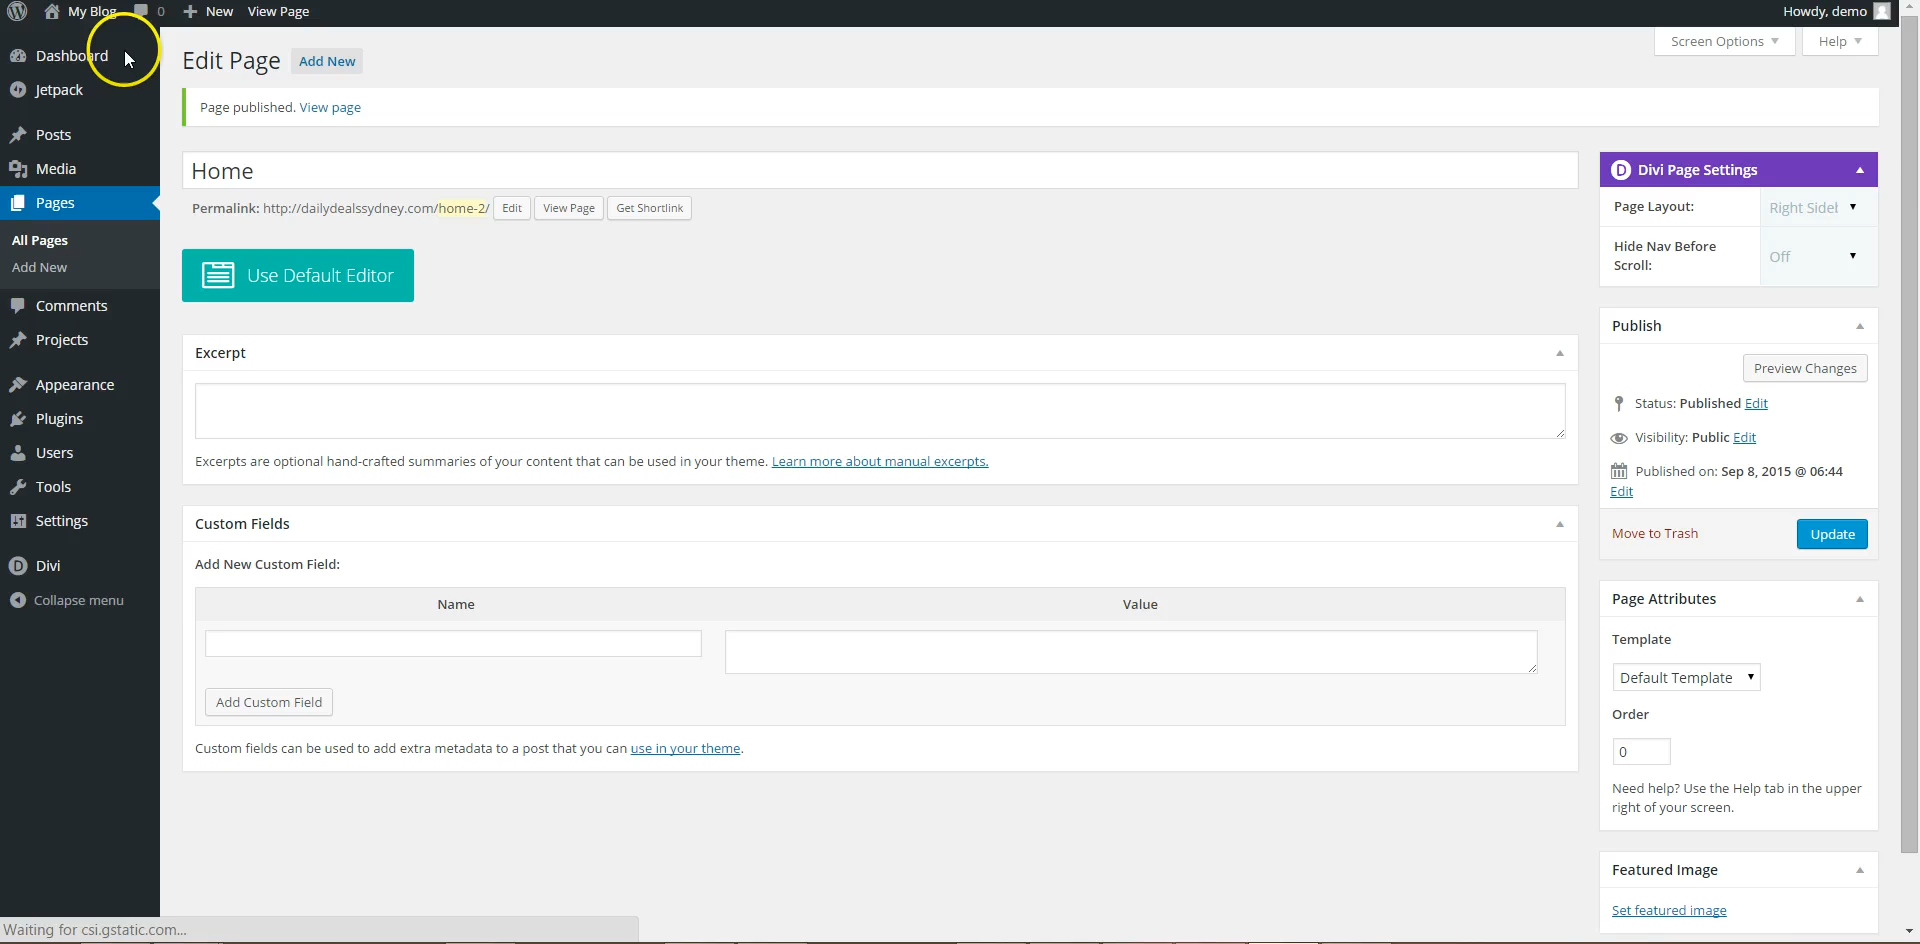 My Blog 0 New View Page Howdy, demo
Dashboard
Jetpack
Posts
Media
Pages
All Pages
Add New
Comments
Projects
Appearance
Plugins
Users
Tools
Settings
Divi
Collapse menu
Screen Options Help
Edit Page Add New
Page published. View page
Home
Permalink: http://dailydealssydney.com/home-2/ Edit View Page Get Shortlink
Use Default Editor
Excerpt
Excerpts are optional hand-crafted summaries of your content that can be used in your theme. Learn more about manual excerpts.
Custom Fields
Add New Custom Field:
Name Value
Add Custom Field
Custom fields can be used to add extra metadata to a post that you can use in your theme.
Divi Page Settings
Page Layout: Right Sidel
Hide Nav Before
Scroll: Off
Publish
Preview Changes
Status: Published Edit
Visibility: Public Edit
Published on: Sep 8, 2015 @ 06:44
Edit
Move to Trash Update
Page Attributes
Template
Default Template
Order
0
Need help? Use the Help tab in the upper
right of your screen.
Featured Image
Set featured image
Waiting for csi.gstatic.com...